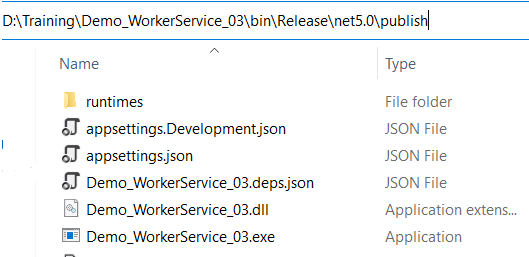 D:\Training\Demo_WorkerService_03\bin\Release\net5.0\publish
Name Type
runtimes File folder
appsettings.Development.json JSON File
appsettings.json JSON File
Demo_WorkerService_03.deps.json JSON File
Demo_WorkerService_03.dll Application extens...
Demo_WorkerService_03.exe Application